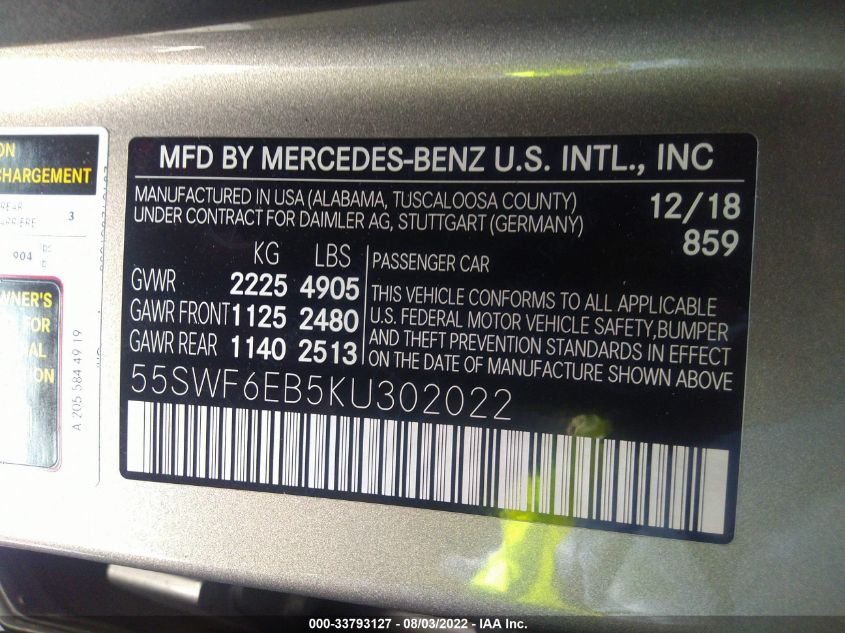 ON
CHARGEMENT
REAR
ARRIÈRE 3
904
WNER'S
FOR
AL
ON
A 205 584 49 19
MFD BY MERCEDES-BENZ U.S. INTL., INC
MANUFACTURED IN USA (ALABAMA, TUSCALOOSA COUNTY)
UNDER CONTRACT FOR DAIMLER AG, STUTTGART (GERMANY)
12/18
859
KG LBS
GVWR 2225 4905
GAWR FRONT 1125 2480
GAWR REAR 1140 2513
PASSENGER CAR
THIS VEHICLE CONFORMS TO ALL APPLICABLE
U.S. FEDERAL MOTOR VEHICLE SAFETY,BUMPER
AND THEFT PREVENTION STANDARDS IN EFFECT
ON THE DATE OF MANUFACTURE SHOWN ABOVE
55SWF6EB5KU302022
000-33793127 - 08/03/2022 - IAA Inc.